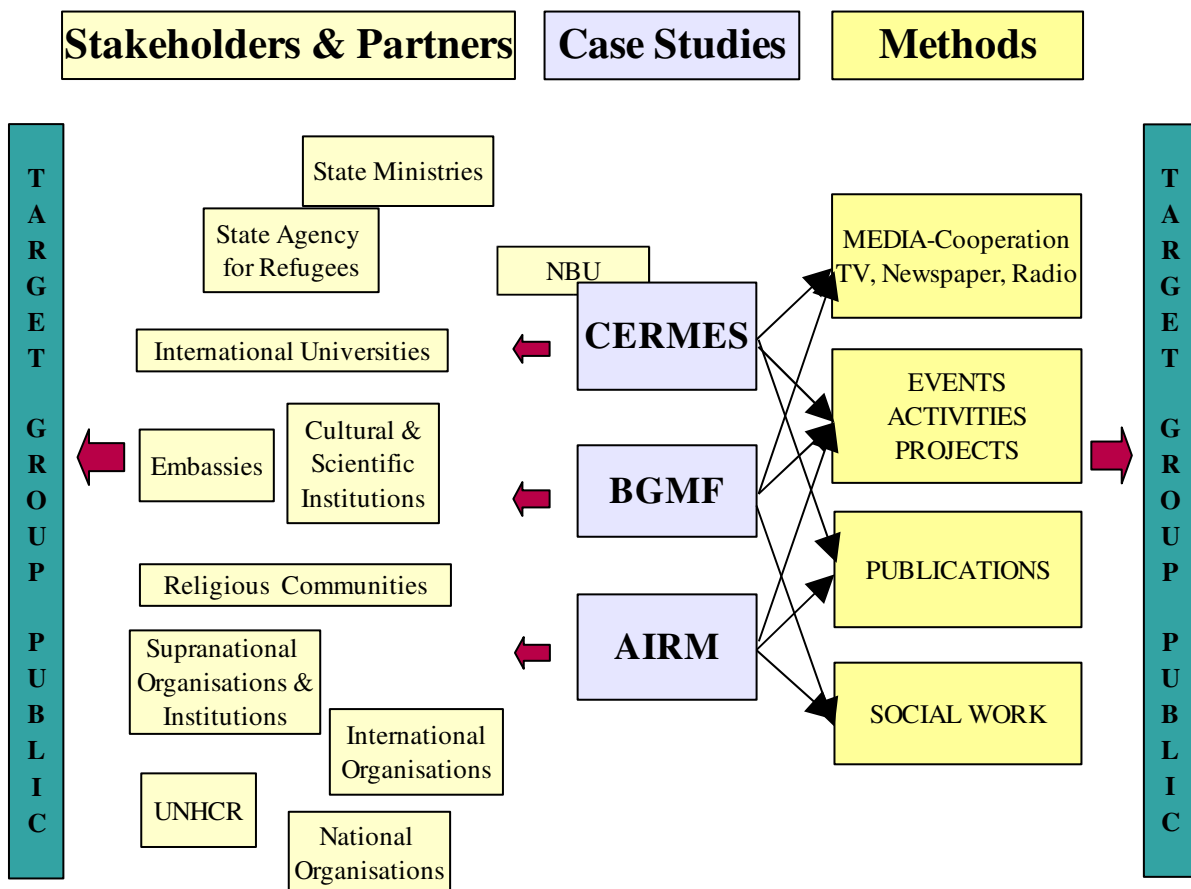 Stakeholders & Partners
Case Studies
Methods
TARGET GROUP PUBLIC
State Ministries
State Agency
for Refugees
NBU
International Universities
Embassies
Cultural &
Scientific
Institutions
Religious Communities
Supranational
Organisations &
Institutions
International
Organisations
UNHCR
National
Organisations
CERMES
BGMF
AIRM
MEDIA-Cooperation
TV, Newspaper, Radio
EVENTS
ACTIVITIES
PROJECTS
PUBLICATIONS
SOCIAL WORK
TARGET GROUP PUBLIC